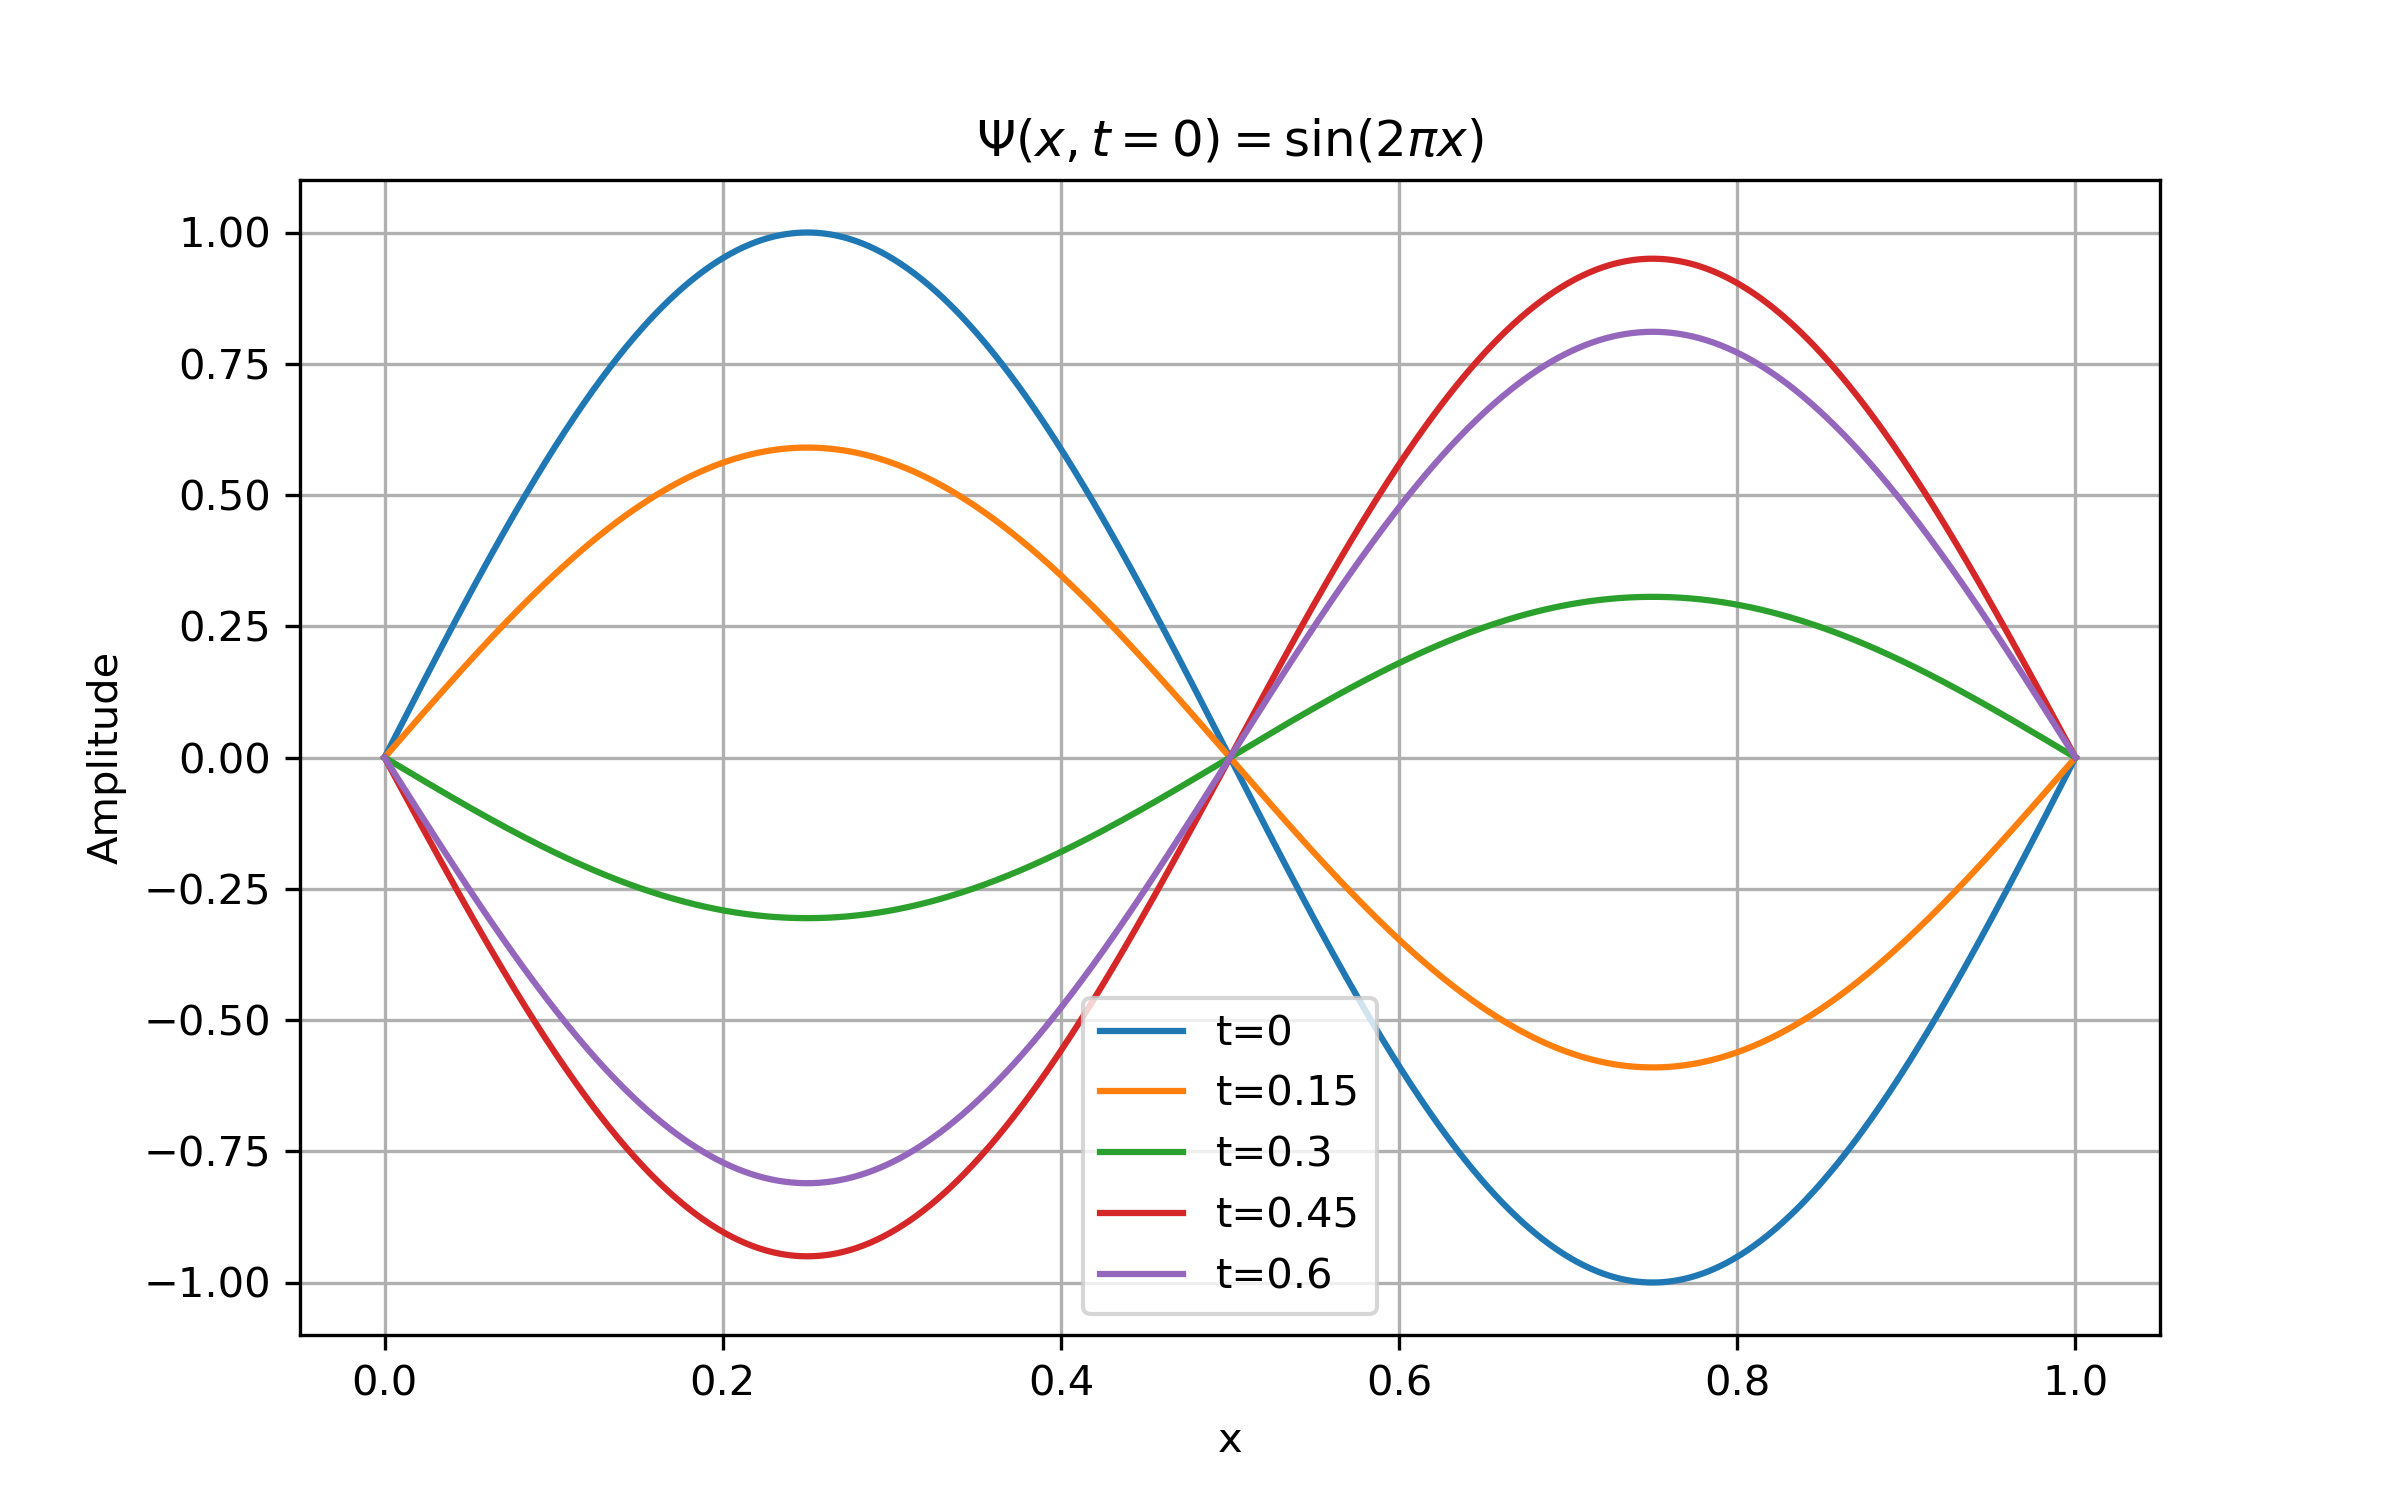 Ψ(x, t = 0) = sin(2πx)
1.00
0.75
0.50
0.25
0.00
−0.25
−0.50
−0.75
−1.00
Amplitude
t=0
t=0.15
t=0.3
t=0.45
t=0.6
0.0 0.2 0.4 0.6 0.8 1.0
x